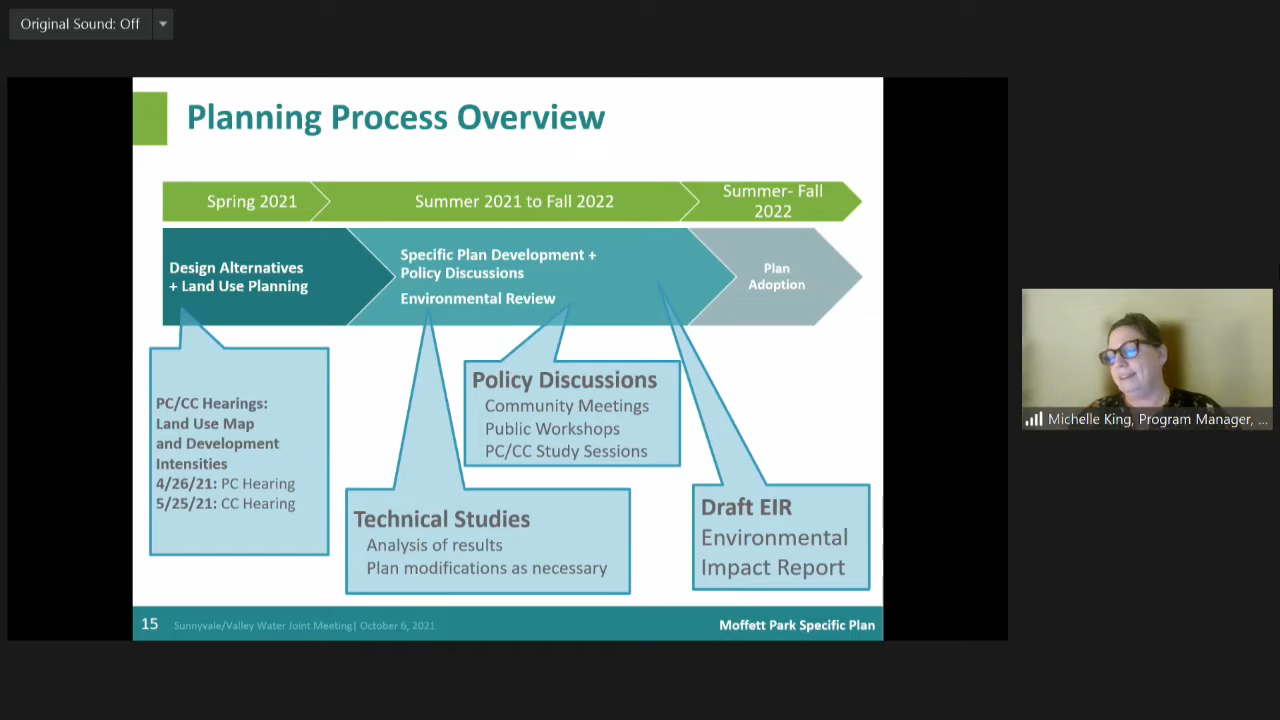 Original Sound: Off
Planning Process Overview
Spring 2021
Summer 2021 to Fall 2022
Summer- Fall
2022
Design Alternatives
+ Land Use Planning
Specific Plan Development +
Policy Discussions
Environmental Review
Plan
Adoption
PC/CC Hearings:
Land Use Map
and Development
Intensities
4/26/21: PC Hearing
5/25/21: CC Hearing
Policy Discussions
Community Meetings
Public Workshops
PC/CC Study Sessions
Technical Studies
Analysis of results
Plan modifications as necessary
Draft EIR
Environmental
Impact Report
15
Sunnyvale/Valley Water Joint Meeting| October 6, 2021
Moffett Park Specific Plan
Michelle King, Program Manager, ...